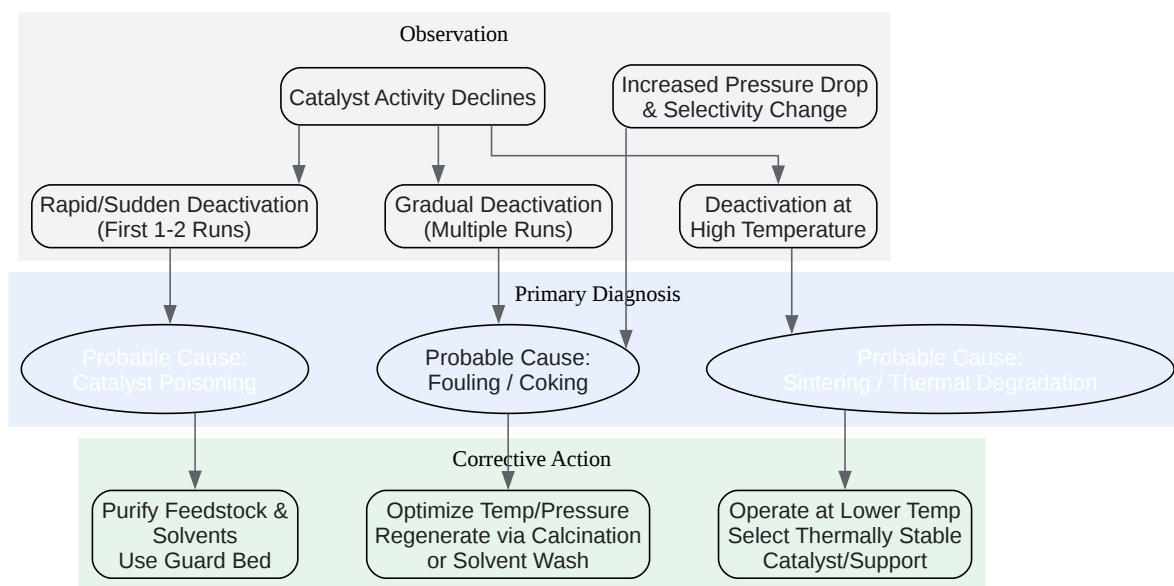 Observation
Catalyst Activity Declines
Increased Pressure Drop
& Selectivity Change
Rapid/Sudden Deactivation
(First 1-2 Runs)
Gradual Deactivation
(Multiple Runs)
Deactivation at
High Temperature
Primary Diagnosis
Probable Cause:
Catalyst Poisoning
Probable Cause:
Fouling / Coking
Probable Cause:
Sintering / Thermal Degradation
Corrective Action
Purify Feedstock &
Solvents
Use Guard Bed
Optimize Temp/Pressure
Regenerate via Calcination
or Solvent Wash
Operate at Lower Temp
Select Thermally Stable
Catalyst/Support